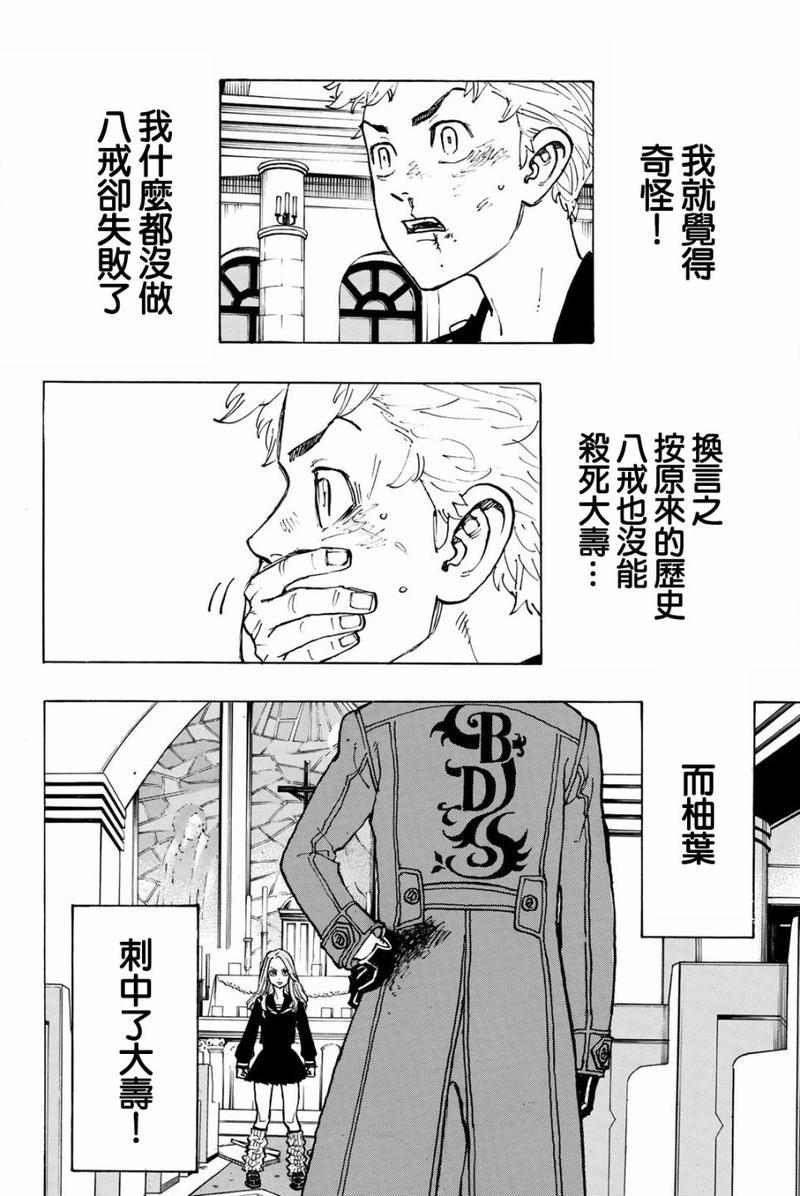 我就覺得
奇怪!
我什麼都沒做
八戒卻失敗了
換言之
按原來的歷史
八戒也沒能
殺死大壽…
而柚葉
B
D
S
刺中了大壽!